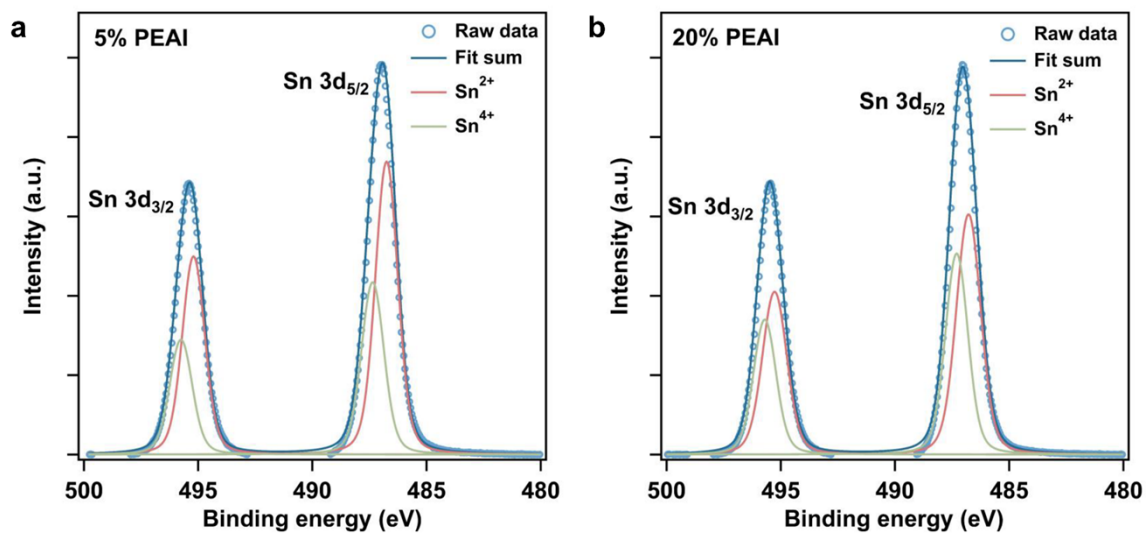 a
5% PEAI
Raw data
Fit sum
Sn²⁺
Sn⁴⁺
Sn 3d₅/₂
Sn 3d₃/₂
Intensity (a.u.)
500 495 490 485 480
Binding energy (eV)
b
20% PEAI
Raw data
Fit sum
Sn²⁺
Sn⁴⁺
Sn 3d₅/₂
Sn 3d₃/₂
Intensity (a.u.)
500 495 490 485 480
Binding energy (eV)